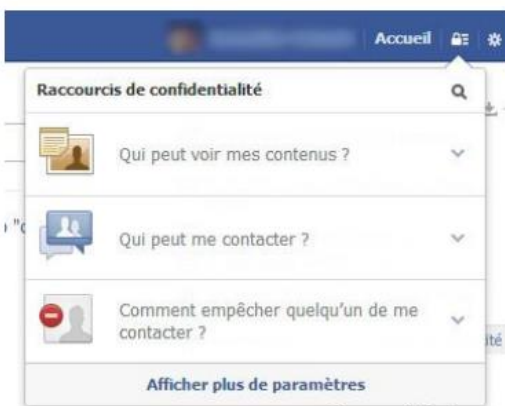 Accueil
Raccourcis de confidentialité
Qui peut voir mes contenus ?
Qui peut me contacter ?
Comment empêcher quelqu'un de me
contacter ?
Afficher plus de paramètres